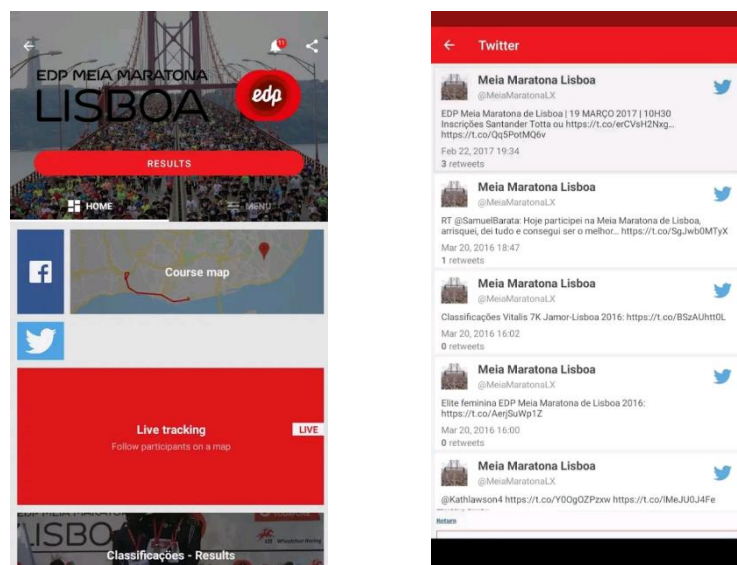 11
EDP MEIA MARATONA
LISBOA
edp
RESULTS
HOME
MENU
Course map
Live tracking
LIVE
Follow participants on a map
LISBO
Classificações - Results
Twitter
Meia Maratona Lisboa
@MeiaMaratonaLX
EDP Meia Maratona de Lisboa | 19 MARÇO 2017 | 10H30
Inscrições Santander Totta ou https://t.co/erCVsH2Nxg...
https://t.co/Qq5PotMQ6v
Feb 22, 2017 19:34
3 retweets
Meia Maratona Lisboa
@MeiaMaratonaLX
RT @SamuelBarata: Hoje participei na Meia Maratona de Lisboa,
arrisquei, dei tudo e consegui ser o melhor... https://t.co/SgJwb0MTyX
Mar 20, 2016 18:47
1 retweets
Meia Maratona Lisboa
@MeiaMaratonaLX
Classificações Vitalis 7K Jamor-Lisboa 2016: https://t.co/BSzAUhtt0L
Mar 20, 2016 16:02
0 retweets
Meia Maratona Lisboa
@MeiaMaratonaLX
Elite feminina EDP Meia Maratona de Lisboa 2016:
https://t.co/AerjSuWp1Z
Mar 20, 2016 16:00
0 retweets
Meia Maratona Lisboa
@MeiaMaratonaLX
@Kathlawson4 https://t.co/Y0OgOZPzxw https://t.co/lMeJU0J4Fe
Return